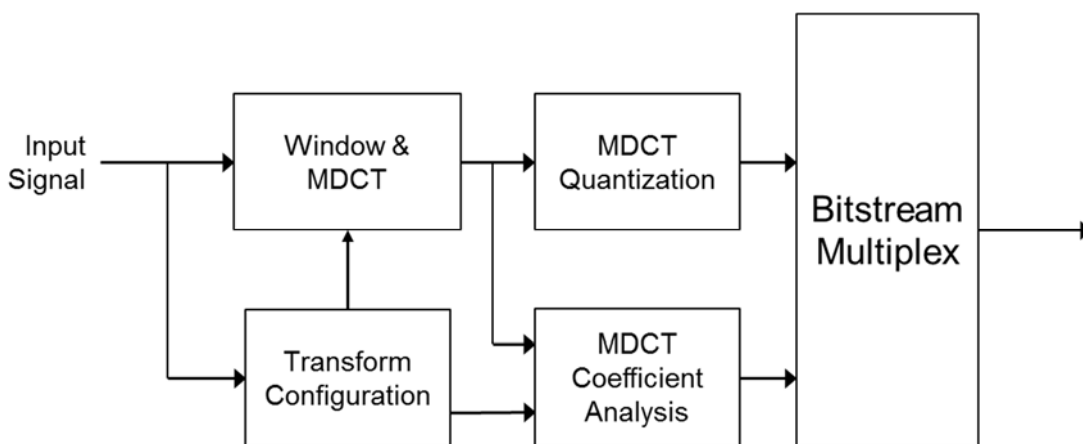 Input
Signal
Window &
MDCT
MDCT
Quantization
Bitstream
Multiplex
Transform
Configuration
MDCT
Coefficient
Analysis